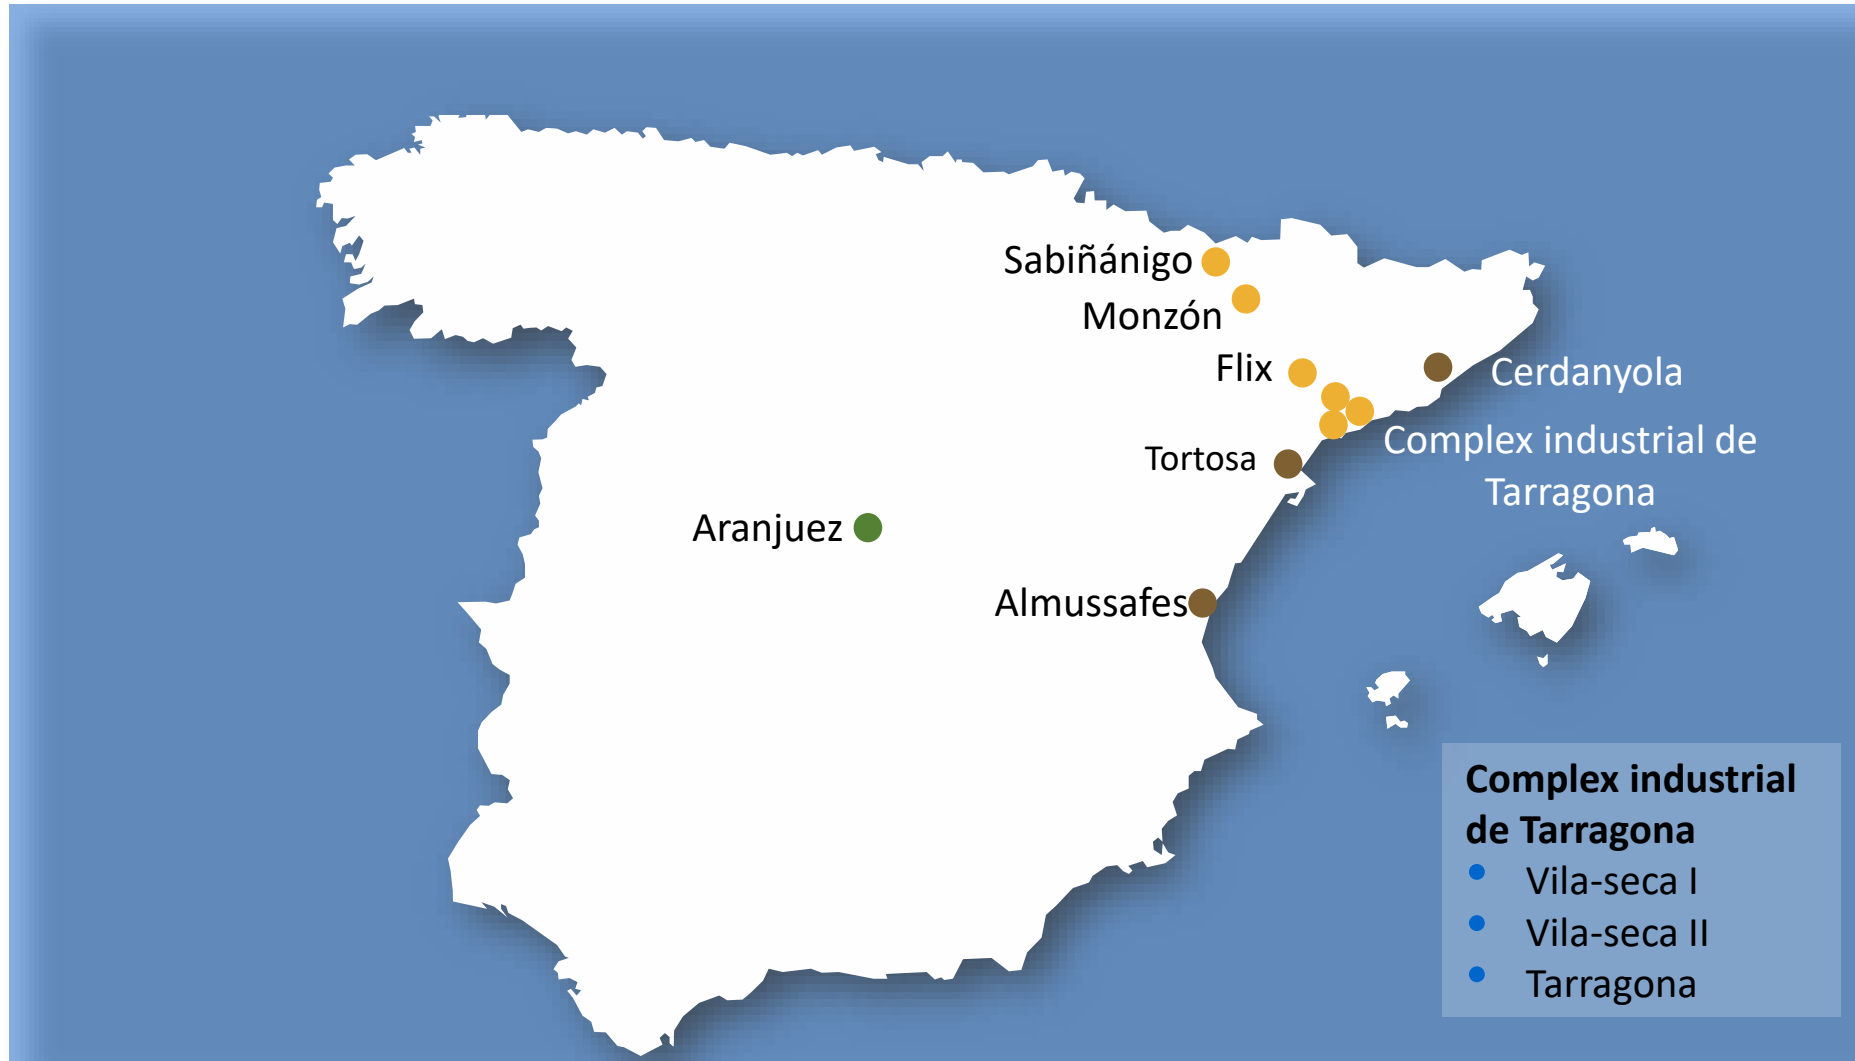 Sabiñánigo
Monzón
Flix
Cerdanyola
Complex industrial de
Tarragona
Tortosa
Aranjuez
Almussafes
Complex industrial
de Tarragona
• Vila-seca I
• Vila-seca II
• Tarragona